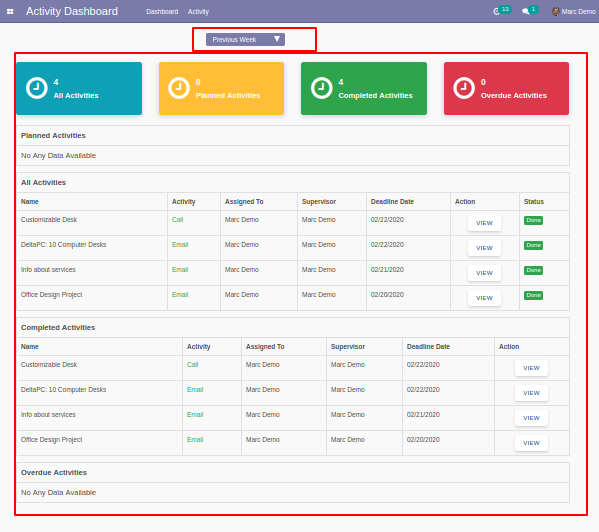 Activity Dashboard Dashboard Activity 13 1 Marc Demo
Previous Week
4
All Activities
0
Planned Activities
4
Completed Activities
0
Overdue Activities
Planned Activities
No Any Data Available
All Activities
Name Activity Assigned To Supervisor Deadline Date Action Status
Customizable Desk Call Marc Demo Marc Demo 02/22/2020 VIEW Done
DeltaPC: 10 Computer Desks Email Marc Demo Marc Demo 02/22/2020 VIEW Done
Info about services Email Marc Demo Marc Demo 02/21/2020 VIEW Done
Office Design Project Email Marc Demo Marc Demo 02/20/2020 VIEW Done
Completed Activities
Name Activity Assigned To Supervisor Deadline Date Action
Customizable Desk Call Marc Demo Marc Demo 02/22/2020 VIEW
DeltaPC: 10 Computer Desks Email Marc Demo Marc Demo 02/22/2020 VIEW
Info about services Email Marc Demo Marc Demo 02/21/2020 VIEW
Office Design Project Email Marc Demo Marc Demo 02/20/2020 VIEW
Overdue Activities
No Any Data Available